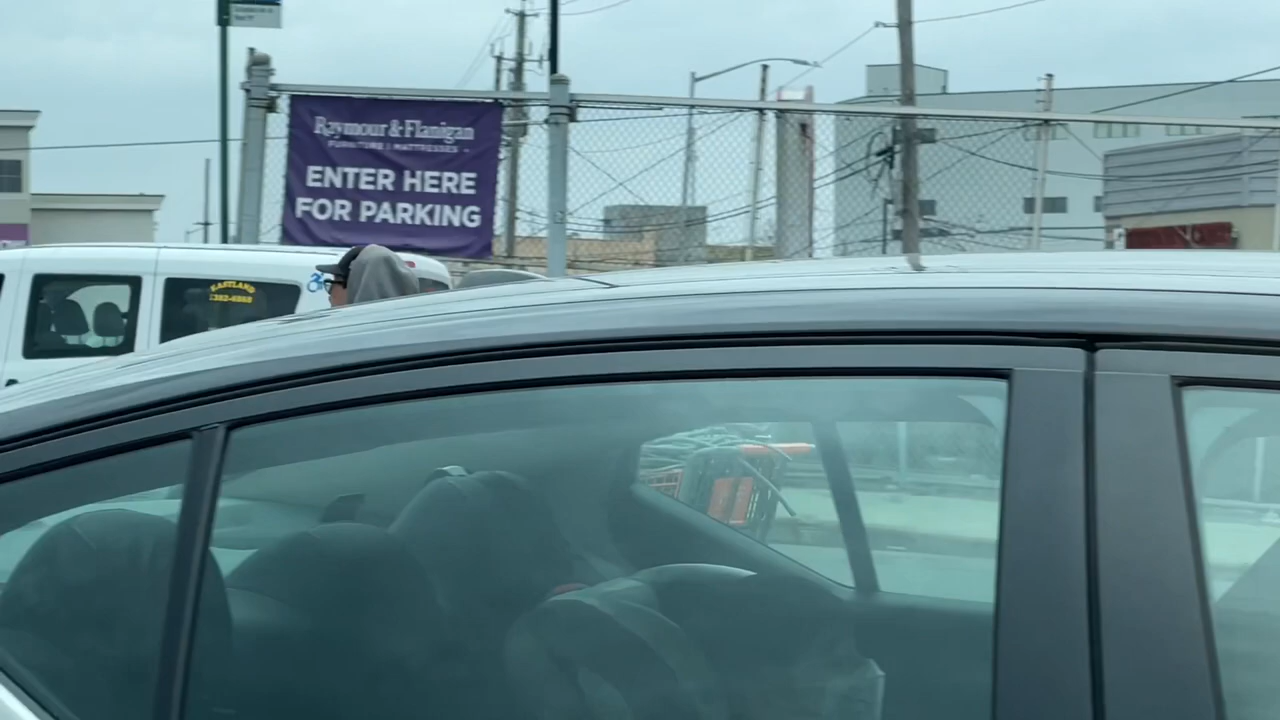 Raymour & Flanigan
FURNITURE | MATTRESSES
ENTER HERE
FOR PARKING
EASTLAND